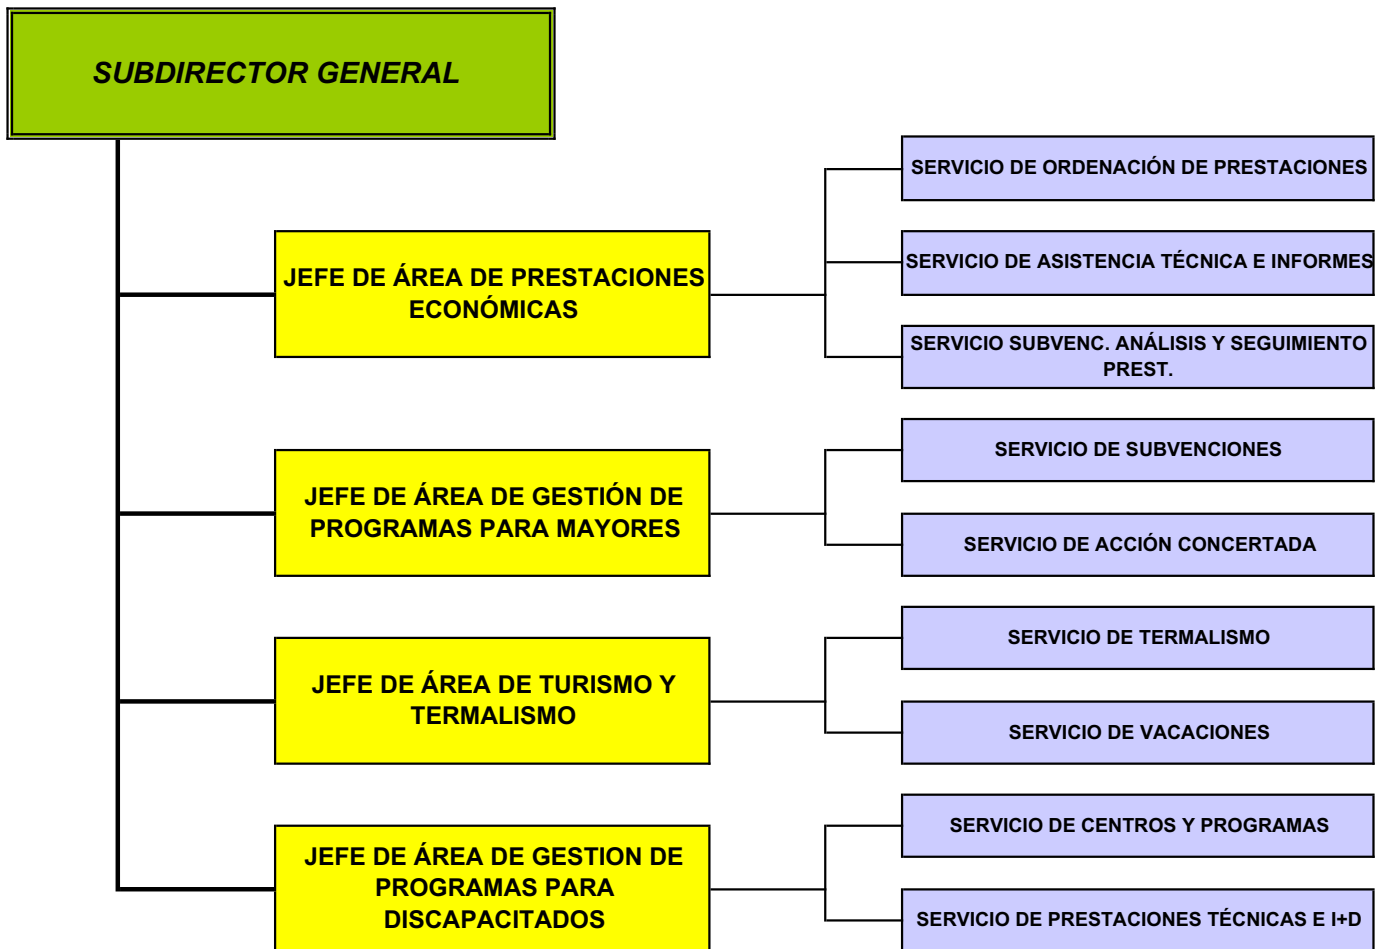 SUBDIRECTOR GENERAL
SERVICIO DE ORDENACIÓN DE PRESTACIONES
JEFE DE ÁREA DE PRESTACIONES
ECONÓMICAS
SERVICIO DE ASISTENCIA TÉCNICA E INFORMES
SERVICIO SUBVENC. ANÁLISIS Y SEGUIMIENTO
PREST.
JEFE DE ÁREA DE GESTIÓN DE
PROGRAMAS PARA MAYORES
SERVICIO DE SUBVENCIONES
SERVICIO DE ACCIÓN CONCERTADA
JEFE DE ÁREA DE TURISMO Y
TERMALISMO
SERVICIO DE TERMALISMO
SERVICIO DE VACACIONES
JEFE DE ÁREA DE GESTION DE
PROGRAMAS PARA
DISCAPACITADOS
SERVICIO DE CENTROS Y PROGRAMAS
SERVICIO DE PRESTACIONES TÉCNICAS E I+D